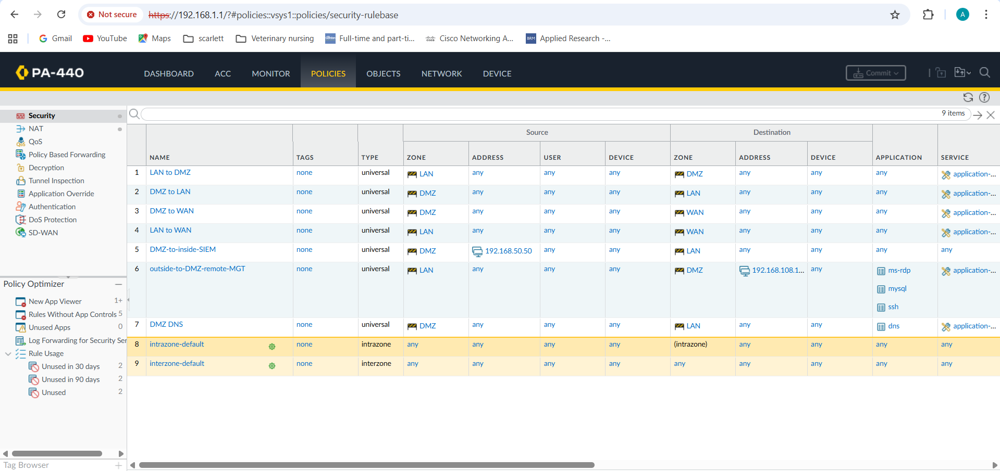 Not secure https://192.168.1.1/?#policies::vsys1::policies/security-rulebase A
Gmail YouTube Maps scarlett Veterinary nursing Full-time and part-ti... Cisco Networking A... BRM Applied Research -...
PA-440 DASHBOARD ACC MONITOR POLICIES OBJECTS NETWORK DEVICE Commit
Security
NAT
QoS
Policy Based Forwarding
Decryption
Tunnel Inspection
Application Override
Authentication
DoS Protection
SD-WAN
Policy Optimizer
New App Viewer 1+
Rules Without App Controls 5
Unused Apps 0
Log Forwarding for Security Ser
Rule Usage
Unused in 30 days 2
Unused in 90 days 2
Unused 2
Tag Browser
9 items
Source Destination
NAME TAGS TYPE ZONE ADDRESS USER DEVICE ZONE ADDRESS DEVICE APPLICATION SERVICE
1 LAN to DMZ none universal LAN any any any DMZ any any any application-...
2 DMZ to LAN none universal DMZ any any any LAN any any any application-...
3 DMZ to WAN none universal DMZ any any any WAN any any any application-...
4 LAN to WAN none universal LAN any any any WAN any any any application-...
5 DMZ-to-inside-SIEM none universal DMZ 192.168.50.50 any any LAN any any any any
6 outside-to-DMZ-remote-MGT none universal LAN any any any DMZ 192.168.108.1... any ms-rdp application-...
mysql
ssh
7 DMZ DNS none universal DMZ any any any LAN any any dns application-...
8 intrazone-default none intrazone any any any any (intrazone) any any any any
9 interzone-default none interzone any any any any any any any any any